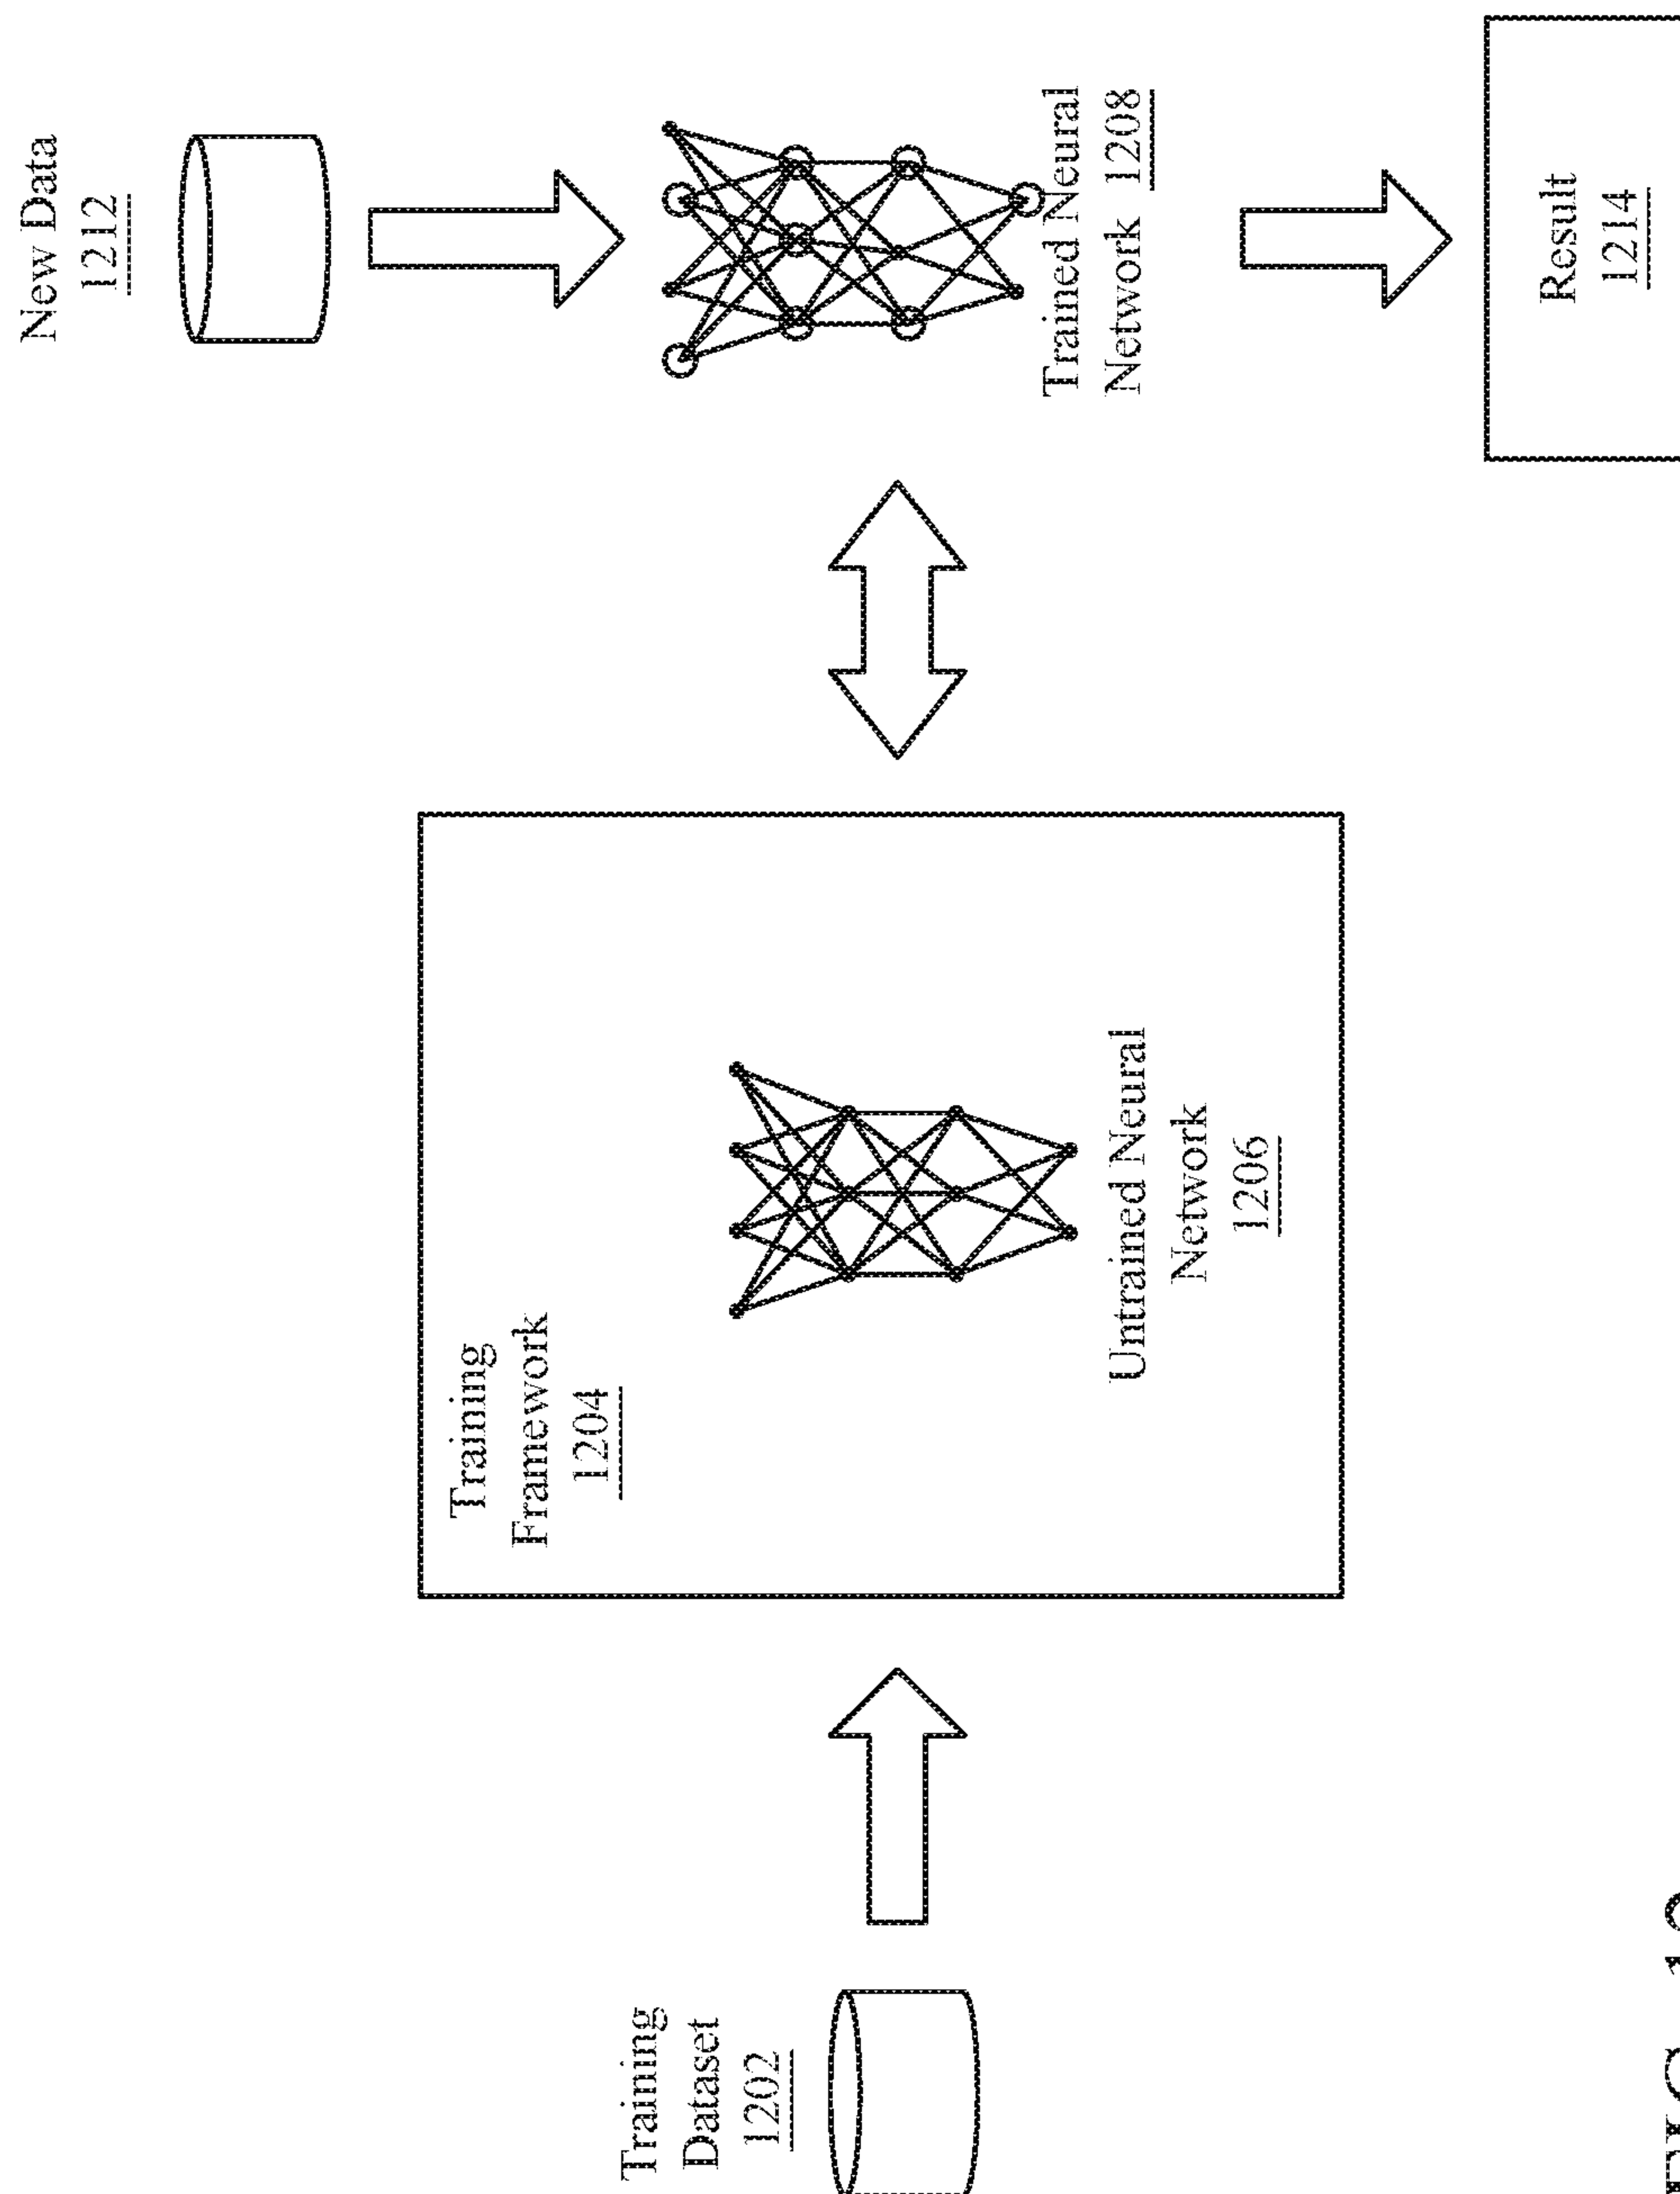 New Data
1212
Training
Framework
1204
Training
Dataset
1202
Untrained Neural
Network
1206
Trained Neural
Network 1208
Result
1214